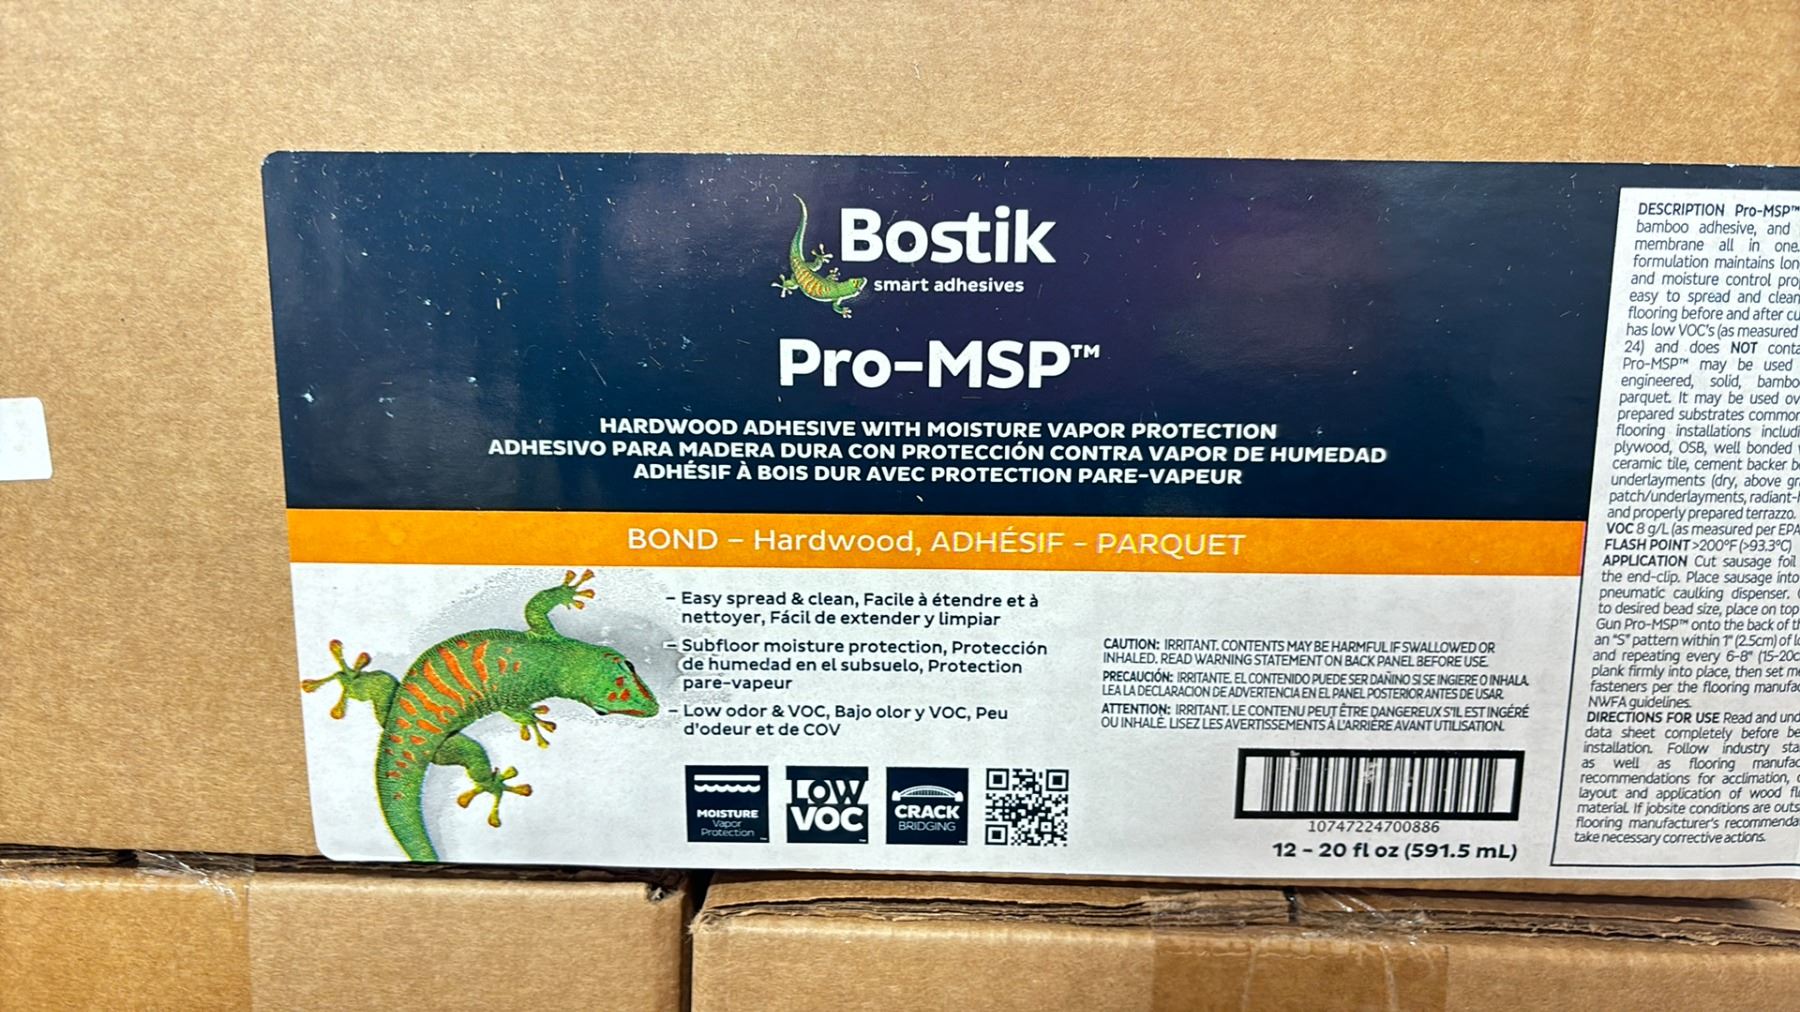 Bostik
smart adhesives
Pro-MSP™
HARDWOOD ADHESIVE WITH MOISTURE VAPOR PROTECTION
ADHESIVO PARA MADERA DURA CON PROTECCIÓN CONTRA VAPOR DE HUMEDAD
ADHÉSIF À BOIS DUR AVEC PROTECTION PARE-VAPEUR
BOND – Hardwood, ADHÉSIF – PARQUET
– Easy spread & clean, Facile à étendre et à
nettoyer, Fácil de extender y limpiar
– Subfloor moisture protection, Protección
de humedad en el subsuelo, Protection
pare-vapeur
– Low odor & VOC, Bajo olor y VOC, Peu
d'odeur et de COV
MOISTURE
Vapor
Protection
LOW
VOC
CRACK
BRIDGING
CAUTION: IRRITANT. CONTENTS MAY BE HARMFUL IF SWALLOWED OR
INHALED. READ WARNING STATEMENT ON BACK PANEL BEFORE USE.
PRECAUCIÓN: IRRITANTE. EL CONTENIDO PUEDE SER DAÑINO SI SE INGIERE O INHALA.
LEA LA DECLARACION DE ADVERTENCIA EN EL PANEL POSTERIOR ANTES DE USAR.
ATTENTION: IRRITANT. LE CONTENU PEUT ÊTRE DANGEREUX S'IL EST INGÉRÉ
OU INHALÉ. LISEZ LES AVERTISSEMENTS À L'ARRIÈRE AVANT UTILISATION.
10747224700886
12 – 20 fl oz (591.5 mL)
DESCRIPTION Pro-MSP™
bamboo adhesive, and
membrane all in one.
formulation maintains
and moisture control
easy to spread and clean
flooring before and after
has low VOC's (as measured
24) and does NOT
Pro-MSP™ may be used
engineered, solid,
parquet. It may be used
prepared substrates
flooring installations
plywood, OSB, well bonded
ceramic tile, cement backer
underlayments (dry, above
patch/underlayments,
and properly prepared terrazzo.
VOC 8 g/L (as measured per EPA
FLASH POINT >200°F (>93.3°C)
APPLICATION Cut sausage foil
the end-clip. Place sausage into
pneumatic caulking dispenser.
to desired bead size, place on top
Gun Pro-MSP™ onto the back of
an "S" pattern within 1" (2.5cm) of
and repeating every 6-8"
plank firmly into place, then set
fasteners per the flooring
NWFA guidelines.
DIRECTIONS FOR USE Read and
data sheet completely before
installation. Follow industry
as well as flooring
recommendations for acclimation,
layout and application of wood
material. If jobsite conditions are
flooring manufacturer's
take necessary corrective actions.